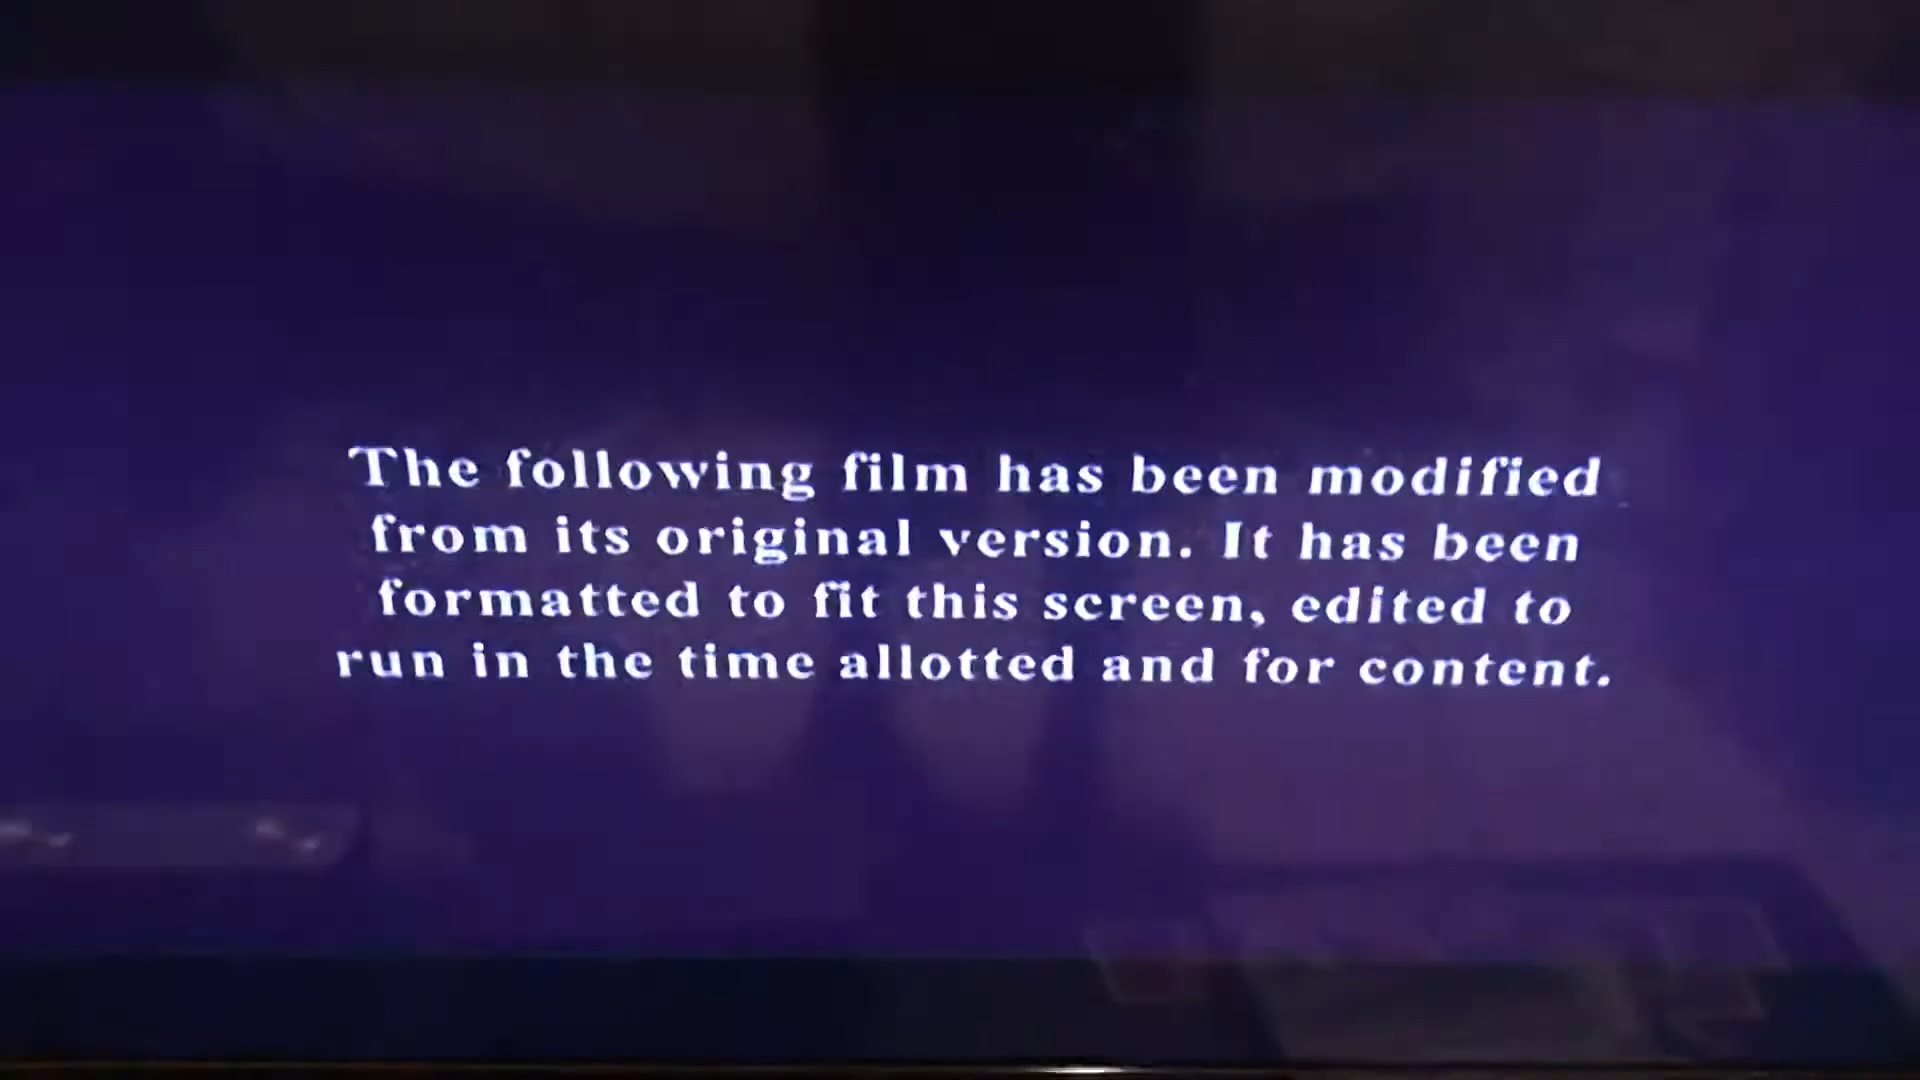 The following film has been modified
from its original version. It has been
formatted to fit this screen, edited to
run in the time allotted and for content.